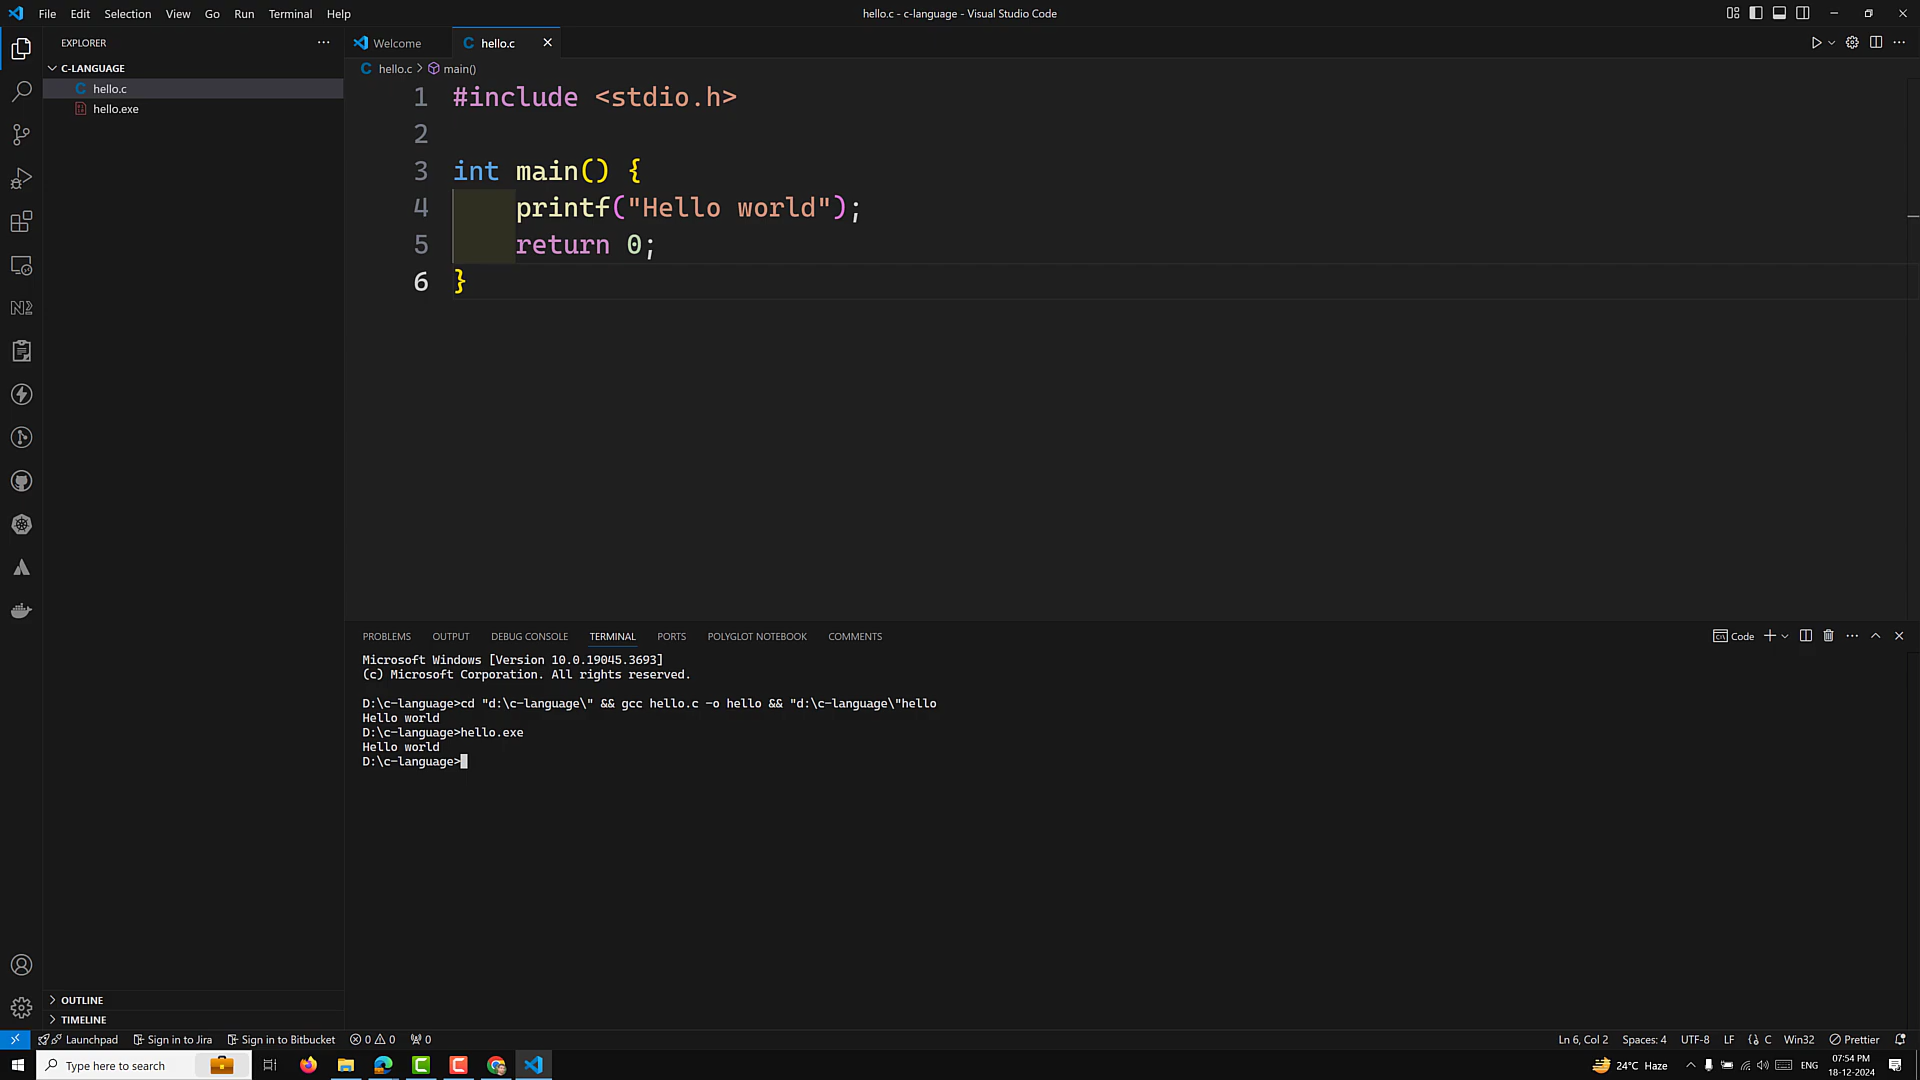 File Edit Selection View Go Run Terminal Help
hello.c - c-language - Visual Studio Code
EXPLORER
C-LANGUAGE
C hello.c
hello.exe
Welcome
C hello.c
C hello.c > main()
1 #include <stdio.h>
2
3 int main() {
4 printf("Hello world");
5 return 0;
6 }
PROBLEMS OUTPUT DEBUG CONSOLE TERMINAL PORTS POLYGLOT NOTEBOOK COMMENTS
Code
Microsoft Windows [Version 10.0.19045.3693]
(c) Microsoft Corporation. All rights reserved.
D:\c-language>cd "d:\c-language\" && gcc hello.c -o hello && "d:\c-language\"hello
Hello world
D:\c-language>hello.exe
Hello world
D:\c-language>
OUTLINE
TIMELINE
Launchpad Sign in to Jira Sign in to Bitbucket 0 0 0
Ln 6, Col 2 Spaces: 4 UTF-8 LF {} C Win32 Prettier
Type here to search
24°C Haze
ENG
07:54 PM
18-12-2024